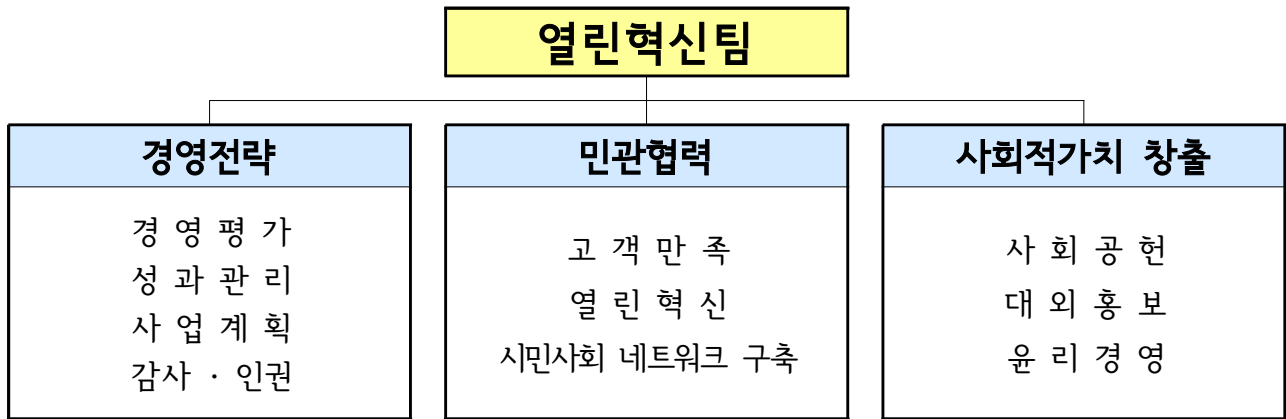 열린혁신팀
경영전략
경 영 평 가
성 과 관 리
사 업 계 획
감사 · 인권
민관협력
고 객 만 족
열 린 혁 신
시민사회 네트워크 구축
사회적가치 창출
사 회 공 헌
대 외 홍 보
윤 리 경 영